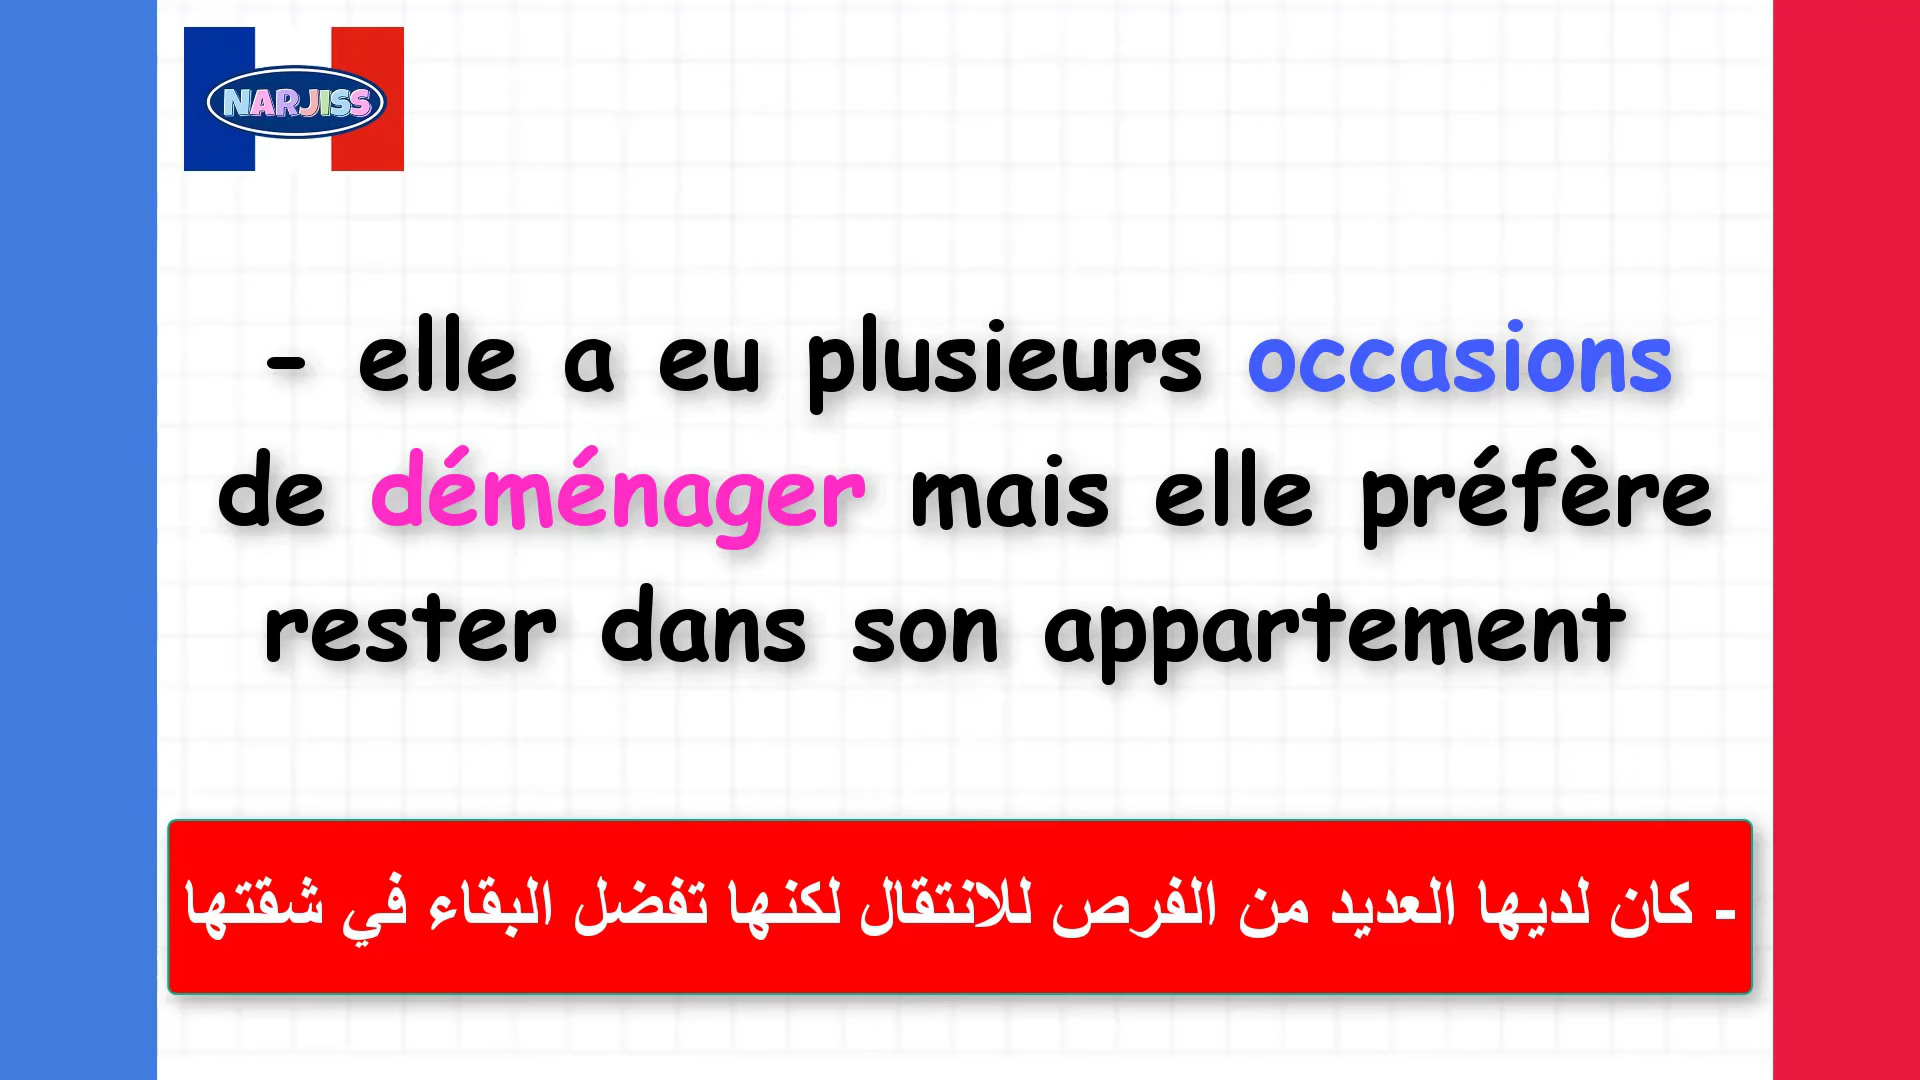 NARJISS
- elle a eu plusieurs occasions
de déménager mais elle préfère
rester dans son appartement
- كان لديها العديد من الفرص للانتقال لكنها تفضل البقاء في شقتها